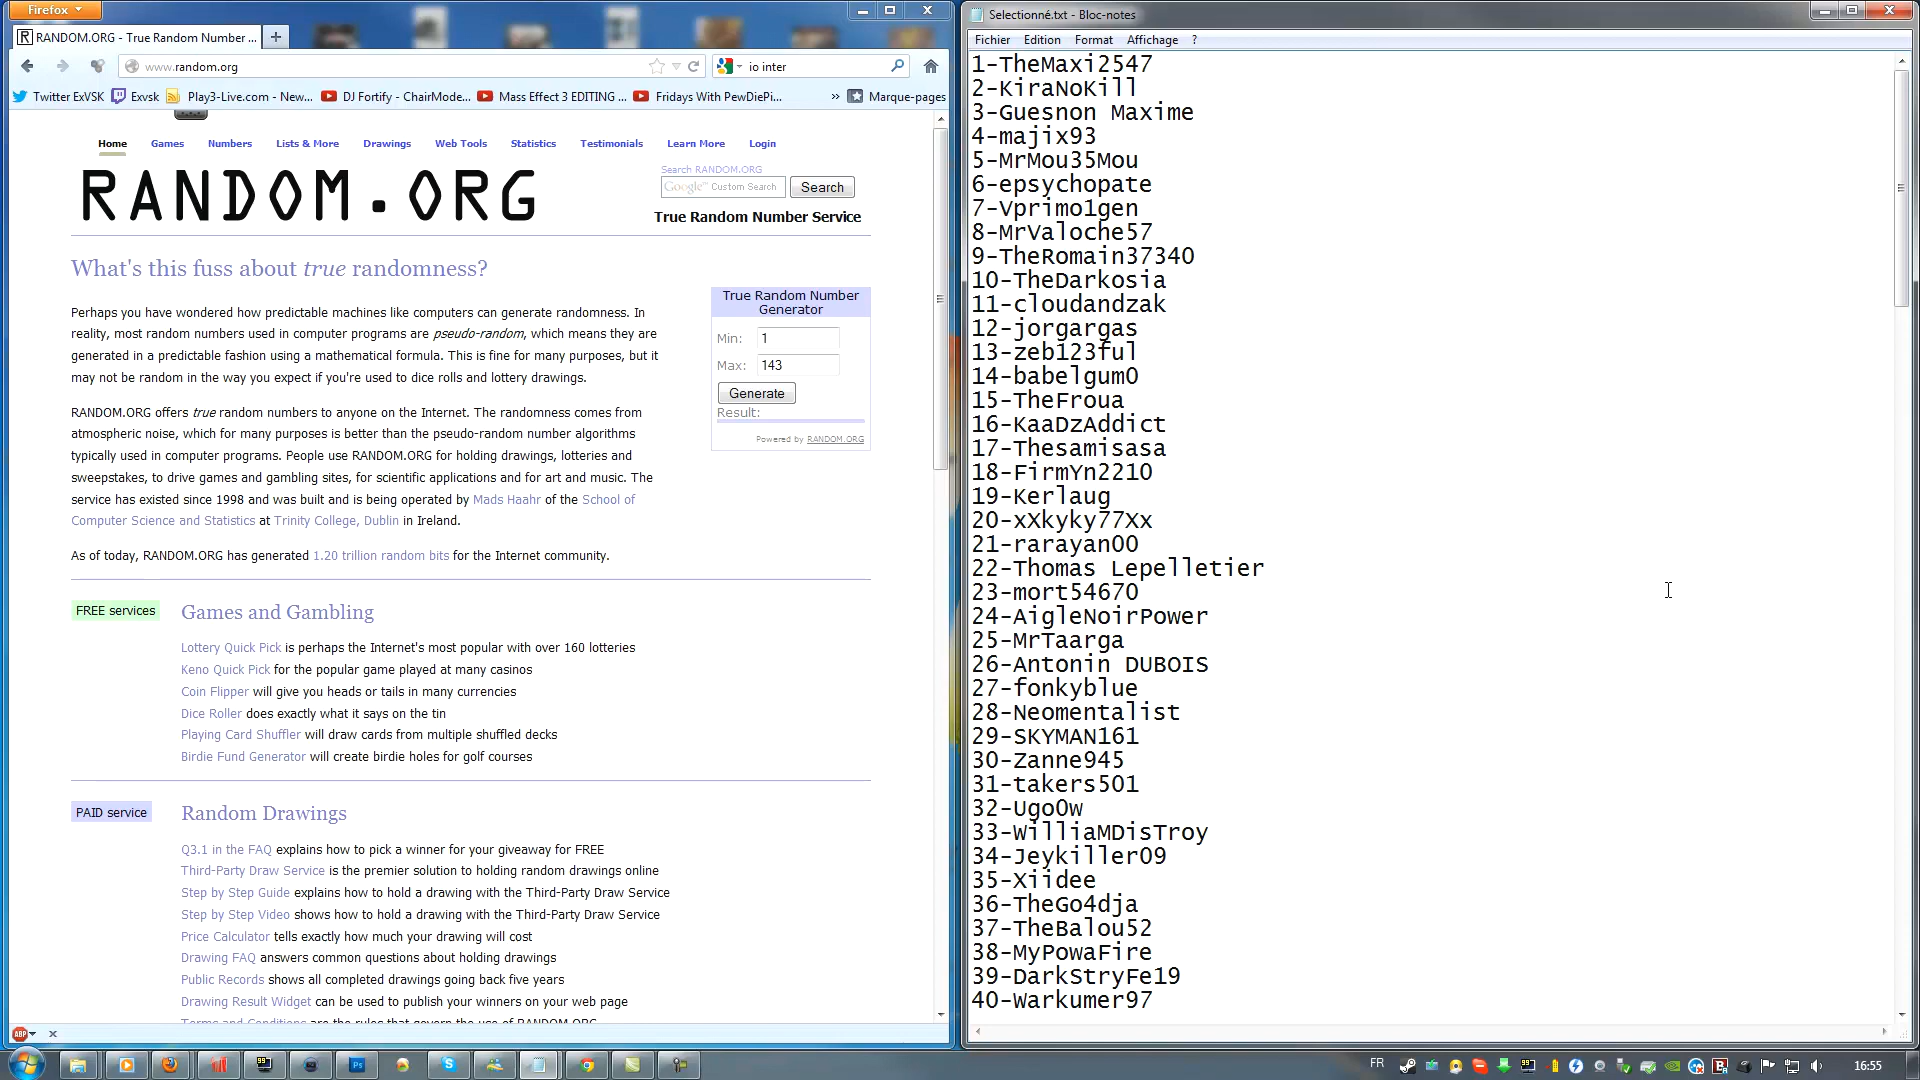 Firefox
RANDOM.ORG - True Random Number ...
www.random.org
io inter
Twitter ExVSK
Exvsk
Play3-Live.com - New...
DJ Fortify - ChairMode...
Mass Effect 3 EDITING ...
Fridays With PewDiePi...
»
Marque-pages
Home
Games
Numbers
Lists & More
Drawings
Web Tools
Statistics
Testimonials
Learn More
Login
RANDOM.ORG
Search RANDOM.ORG
Google™ Custom Search
Search
True Random Number Service
What's this fuss about true randomness?
Perhaps you have wondered how predictable machines like computers can generate randomness. In
reality, most random numbers used in computer programs are pseudo-random, which means they are
generated in a predictable fashion using a mathematical formula. This is fine for many purposes, but it
may not be random in the way you expect if you're used to dice rolls and lottery drawings.
RANDOM.ORG offers true random numbers to anyone on the Internet. The randomness comes from
atmospheric noise, which for many purposes is better than the pseudo-random number algorithms
typically used in computer programs. People use RANDOM.ORG for holding drawings, lotteries and
sweepstakes, to drive games and gambling sites, for scientific applications and for art and music. The
service has existed since 1998 and was built and is being operated by Mads Haahr of the School of
Computer Science and Statistics at Trinity College, Dublin in Ireland.
As of today, RANDOM.ORG has generated 1.20 trillion random bits for the Internet community.
True Random Number
Generator
Min: 1
Max: 143
Generate
Result:
Powered by RANDOM.ORG
FREE services
Games and Gambling
Lottery Quick Pick is perhaps the Internet's most popular with over 160 lotteries
Keno Quick Pick for the popular game played at many casinos
Coin Flipper will give you heads or tails in many currencies
Dice Roller does exactly what it says on the tin
Playing Card Shuffler will draw cards from multiple shuffled decks
Birdie Fund Generator will create birdie holes for golf courses
PAID service
Random Drawings
Q3.1 in the FAQ explains how to pick a winner for your giveaway for FREE
Third-Party Draw Service is the premier solution to holding random drawings online
Step by Step Guide explains how to hold a drawing with the Third-Party Draw Service
Step by Step Video shows how to hold a drawing with the Third-Party Draw Service
Price Calculator tells exactly how much your drawing will cost
Drawing FAQ answers common questions about holding drawings
Public Records shows all completed drawings going back five years
Drawing Result Widget can be used to publish your winners on your web page
Terms and Conditions are the rules that govern the use of RANDOM.ORG
ABP
Selectionné.txt - Bloc-notes
Fichier
Edition
Format
Affichage
?
1-TheMaxi2547
2-KiraNoKill
3-Guesnon Maxime
4-majix93
5-MrMou35Mou
6-epsychopate
7-Vprimo1gen
8-MrValoche57
9-TheRomain37340
10-TheDarkosia
11-cloudandzak
12-jorgargas
13-zeb123ful
14-babelgum0
15-TheFroua
16-KaaDzAddict
17-Thesamisasa
18-FirmYn2210
19-Kerlaug
20-xXkyky77Xx
21-rarayan00
22-Thomas Lepelletier
23-mort54670
24-AigleNoirPower
25-MrTaarga
26-Antonin DUBOIS
27-fonkyblue
28-Neomentalist
29-SKYMAN161
30-Zanne945
31-takers501
32-UgoOw
33-WilliaMDisTroy
34-Jeykiller09
35-Xiidee
36-TheGo4dja
37-TheBalou52
38-MyPowaFire
39-DarkStryFe19
40-Warkumer97
FR
16:55